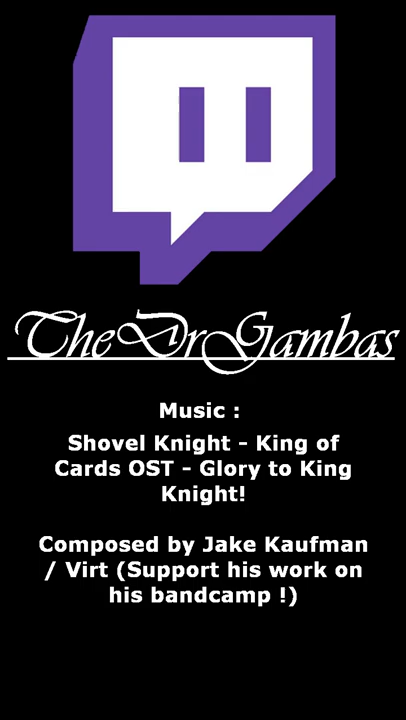 TheDrGambas
Music :
Shovel Knight - King of
Cards OST - Glory to King
Knight!
Composed by Jake Kaufman
/ Virt (Support his work on
his bandcamp !)